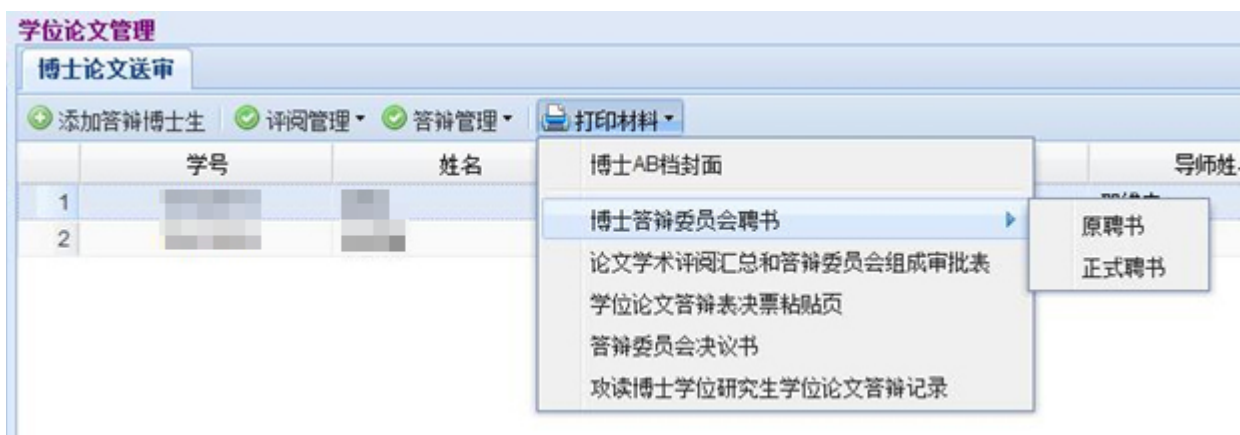 学位论文管理
博士论文送审
添加答辩博士生 评阅管理 答辩管理 打印材料
学号 姓名 导师姓
1
2
博士AB档封面
博士答辩委员会聘书
原聘书
正式聘书
论文学术评阅汇总和答辩委员会组成审批表
学位论文答辩表决票粘贴页
答辩委员会决议书
攻读博士学位研究生学位论文答辩记录